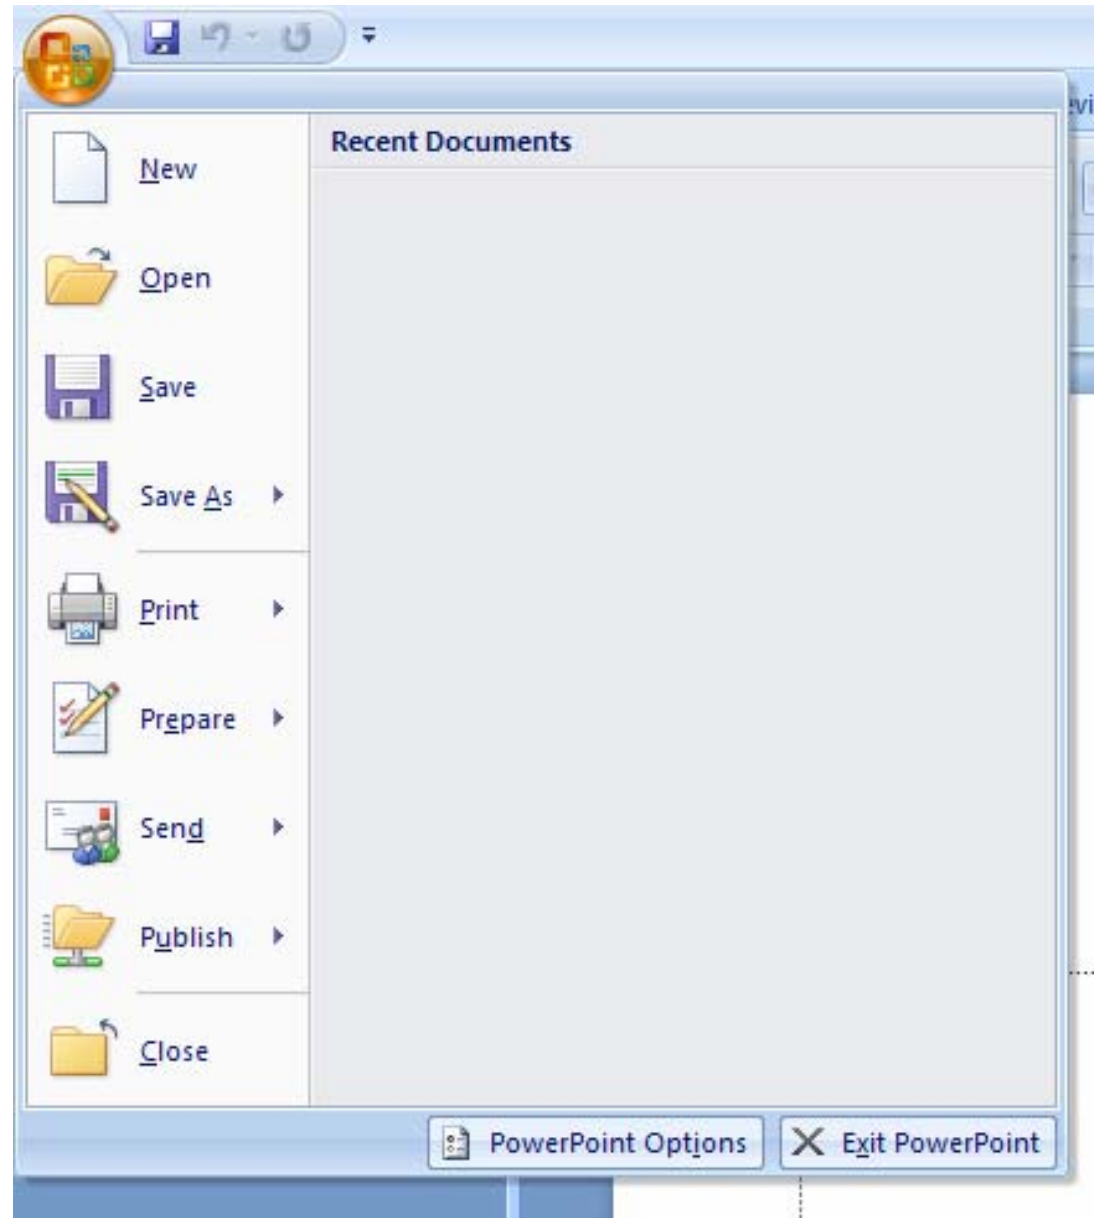 Recent Documents
New
Open
Save
Save As
Print
Prepare
Send
Publish
Close
PowerPoint Options
Exit PowerPoint